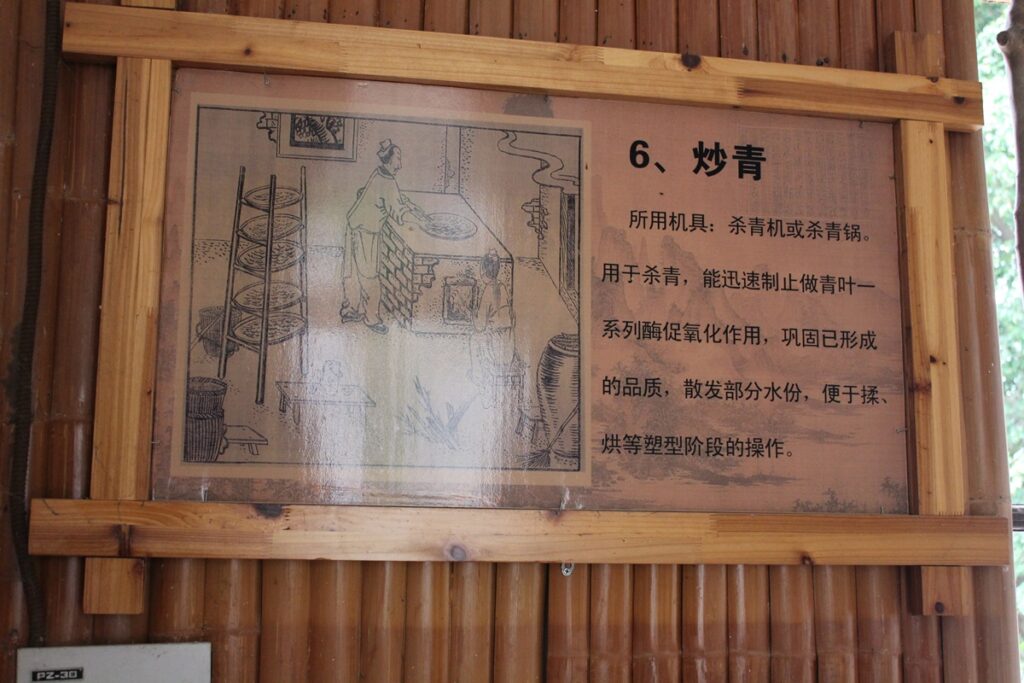 6、炒青
所用机具：杀青机或杀青锅。
用于杀青，能迅速制止做青叶一
系列酶促氧化作用，巩固已形成
的品质，散发部分水份，便于揉、
烘等塑型阶段的操作。
PZ-30